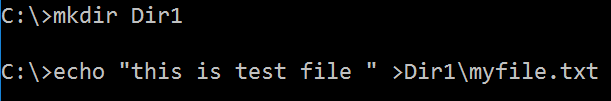 C:\>mkdir Dir1
C:\>echo "this is test file " >Dir1\myfile.txt